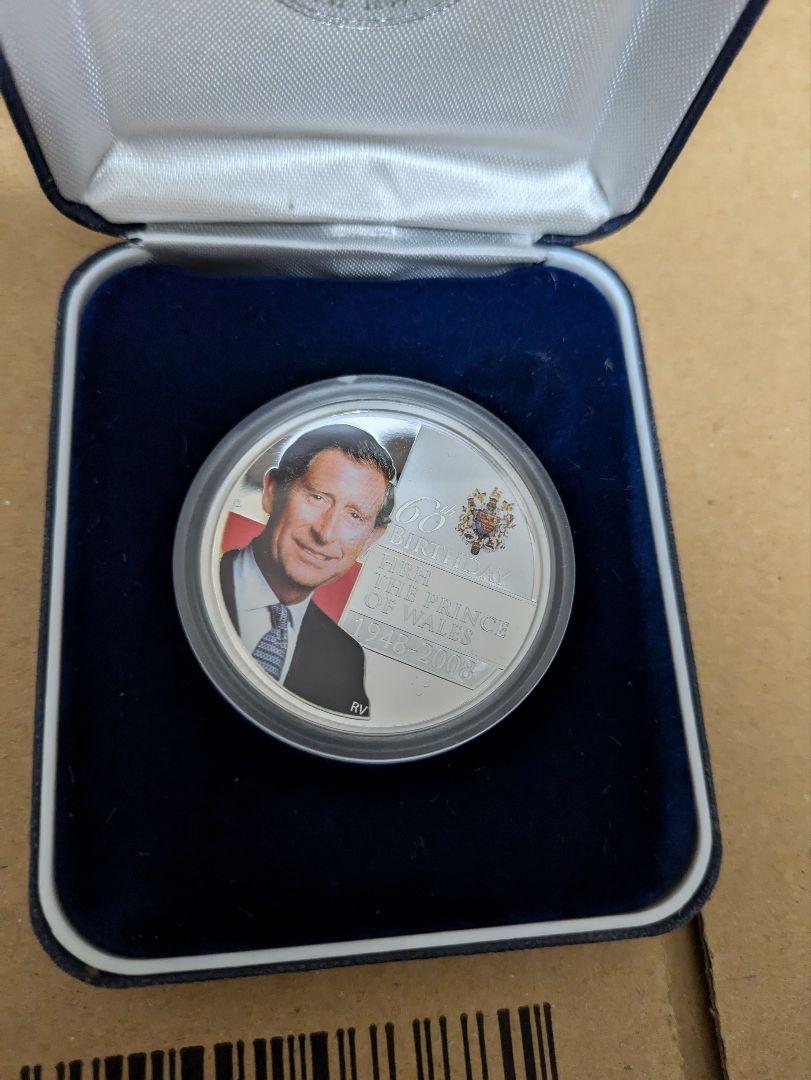 60th
BIRTHDAY
HRH
THE PRINCE
OF WALES
1948-2008
RV